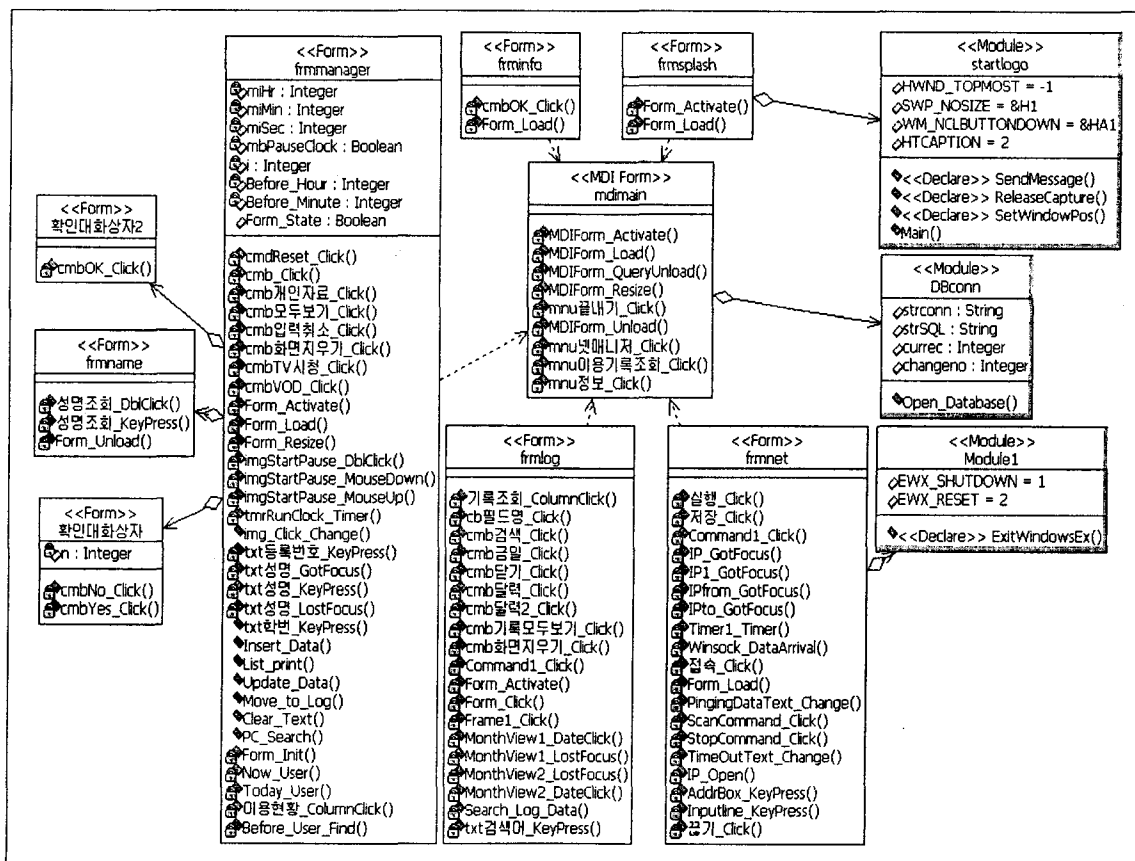 <<Form>>
frmmanager
miHr : Integer
miMin : Integer
miSec : Integer
mbPauseClock : Boolean
i : Integer
Before_Hour : Integer
Before_Minute : Integer
Form_State : Boolean
cmdReset_Click()
cmb_Click()
cmb개인자료_Click()
cmb모두보기_Click()
cmb입력취소_Click()
cmb화면지우기_Click()
cmbTV시청_Click()
cmbVOD_Click()
Form_Activate()
Form_Load()
Form_Resize()
imgStartPause_DblClick()
imgStartPause_MouseDown()
imgStartPause_MouseUp()
tmrRunClock_Timer()
img_Click_Change()
txt등록번호_KeyPress()
txt성명_GotFocus()
txt성명_KeyPress()
txt성명_LostFocus()
txt학번_KeyPress()
Insert_Data()
List_print()
Update_Data()
Move_to_Log()
Clear_Text()
PC_Search()
Form_Init()
Now_User()
Today_User()
이용현황_ColumnClick()
Before_User_Find()
<<Form>>
확인대화상자2
cmbOK_Click()
<<Form>>
frmname
성명조회_DblClick()
성명조회_KeyPress()
Form_Unload()
<<Form>>
확인대화상자
n : Integer
cmbNo_Click()
cmbYes_Click()
<<Form>>
frminfo
cmbOK_Click()
Form_Load()
<<Form>>
frmsplash
Form_Activate()
Form_Load()
<<MDI Form>>
mdimain
MDIForm_Activate()
MDIForm_Load()
MDIForm_QueryUnload()
MDIForm_Resize()
mnu끝내기_Click()
MDIForm_Unload()
mnu넷매니저_Click()
mnu이용기록조회_Click()
mnu정보_Click()
<<Form>>
frmlog
기록조회_ColumnClick()
cb필드명_Click()
cmb검색_Click()
cmb금일_Click()
cmb닫기_Click()
cmb달력_Click()
cmb달력2_Click()
cmb기록모두보기_Click()
cmb화면지우기_Click()
Command1_Click()
Form_Activate()
Form_Click()
Frame1_Click()
MonthView1_DateClick()
MonthView1_LostFocus()
MonthView2_LostFocus()
MonthView2_DateClick()
Search_Log_Data()
txt검색어_KeyPress()
<<Form>>
frmnet
실행_Click()
저장_Click()
Command1_Click()
IP_GotFocus()
IP1_GotFocus()
IPfrom_GotFocus()
IPto_GotFocus()
Timer1_Timer()
Winsock_DataArrival()
접속_Click()
Form_Load()
PingingDataText_Change()
ScanCommand_Click()
StopCommand_Click()
TimeOutText_Change()
IP_Open()
AddrBox_KeyPress()
Inputline_KeyPress()
끊기_Click()
<<Module>>
startlogo
HWND_TOPMOST = -1
SWP_NOSIZE = &H1
WM_NCLBUTTONDOWN = &HA1
HTCAPTION = 2
<<Declare>> SendMessage()
<<Declare>> ReleaseCapture()
<<Declare>> SetWindowPos()
Main()
<<Module>>
DBconn
strconn : String
strSQL : String
currec : Integer
changeno : Integer
Open_Database()
<<Module>>
Module1
EWX_SHUTDOWN = 1
EWX_RESET = 2
<<Declare>> ExitWindowsEx()